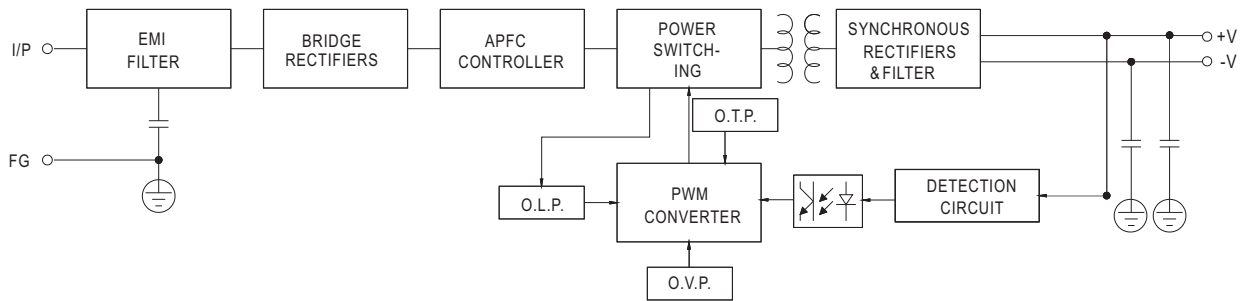 I/P
EMI
FILTER
BRIDGE
RECTIFIERS
APFC
CONTROLLER
POWER
SWITCH-
ING
SYNCHRONOUS
RECTIFIERS
&FILTER
+V
-V
FG
O.T.P.
O.L.P.
PWM
CONVERTER
DETECTION
CIRCUIT
O.V.P.